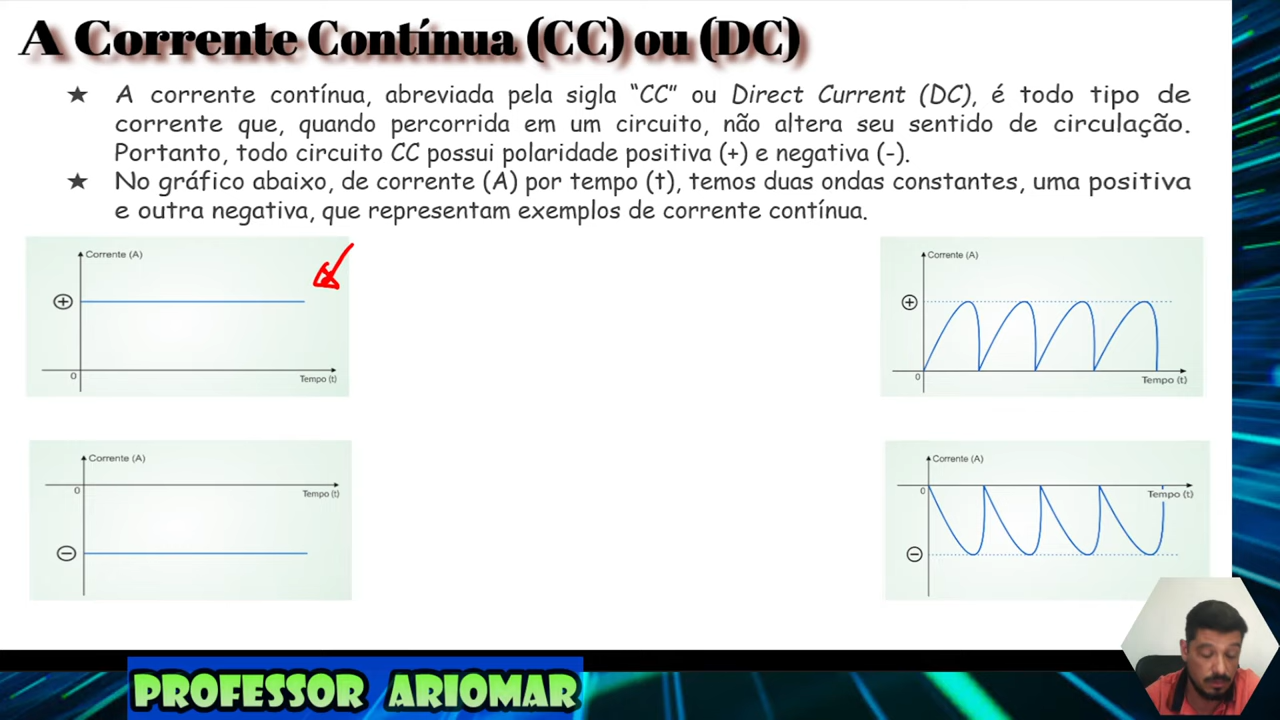 A Corrente Contínua (CC) ou (DC)
★ A corrente contínua, abreviada pela sigla “CC” ou Direct Current (DC), é todo tipo de
corrente que, quando percorrida em um circuito, não altera seu sentido de circulação.
Portanto, todo circuito CC possui polaridade positiva (+) e negativa (-).
★ No gráfico abaixo, de corrente (A) por tempo (t), temos duas ondas constantes, uma positiva
e outra negativa, que representam exemplos de corrente contínua.
Corrente (A)
+
0
Tempo (t)
Corrente (A)
+
0
Tempo (t)
Corrente (A)
0
Tempo (t)
−
Corrente (A)
0
Tempo (t)
−
PROFESSOR ARIOMAR